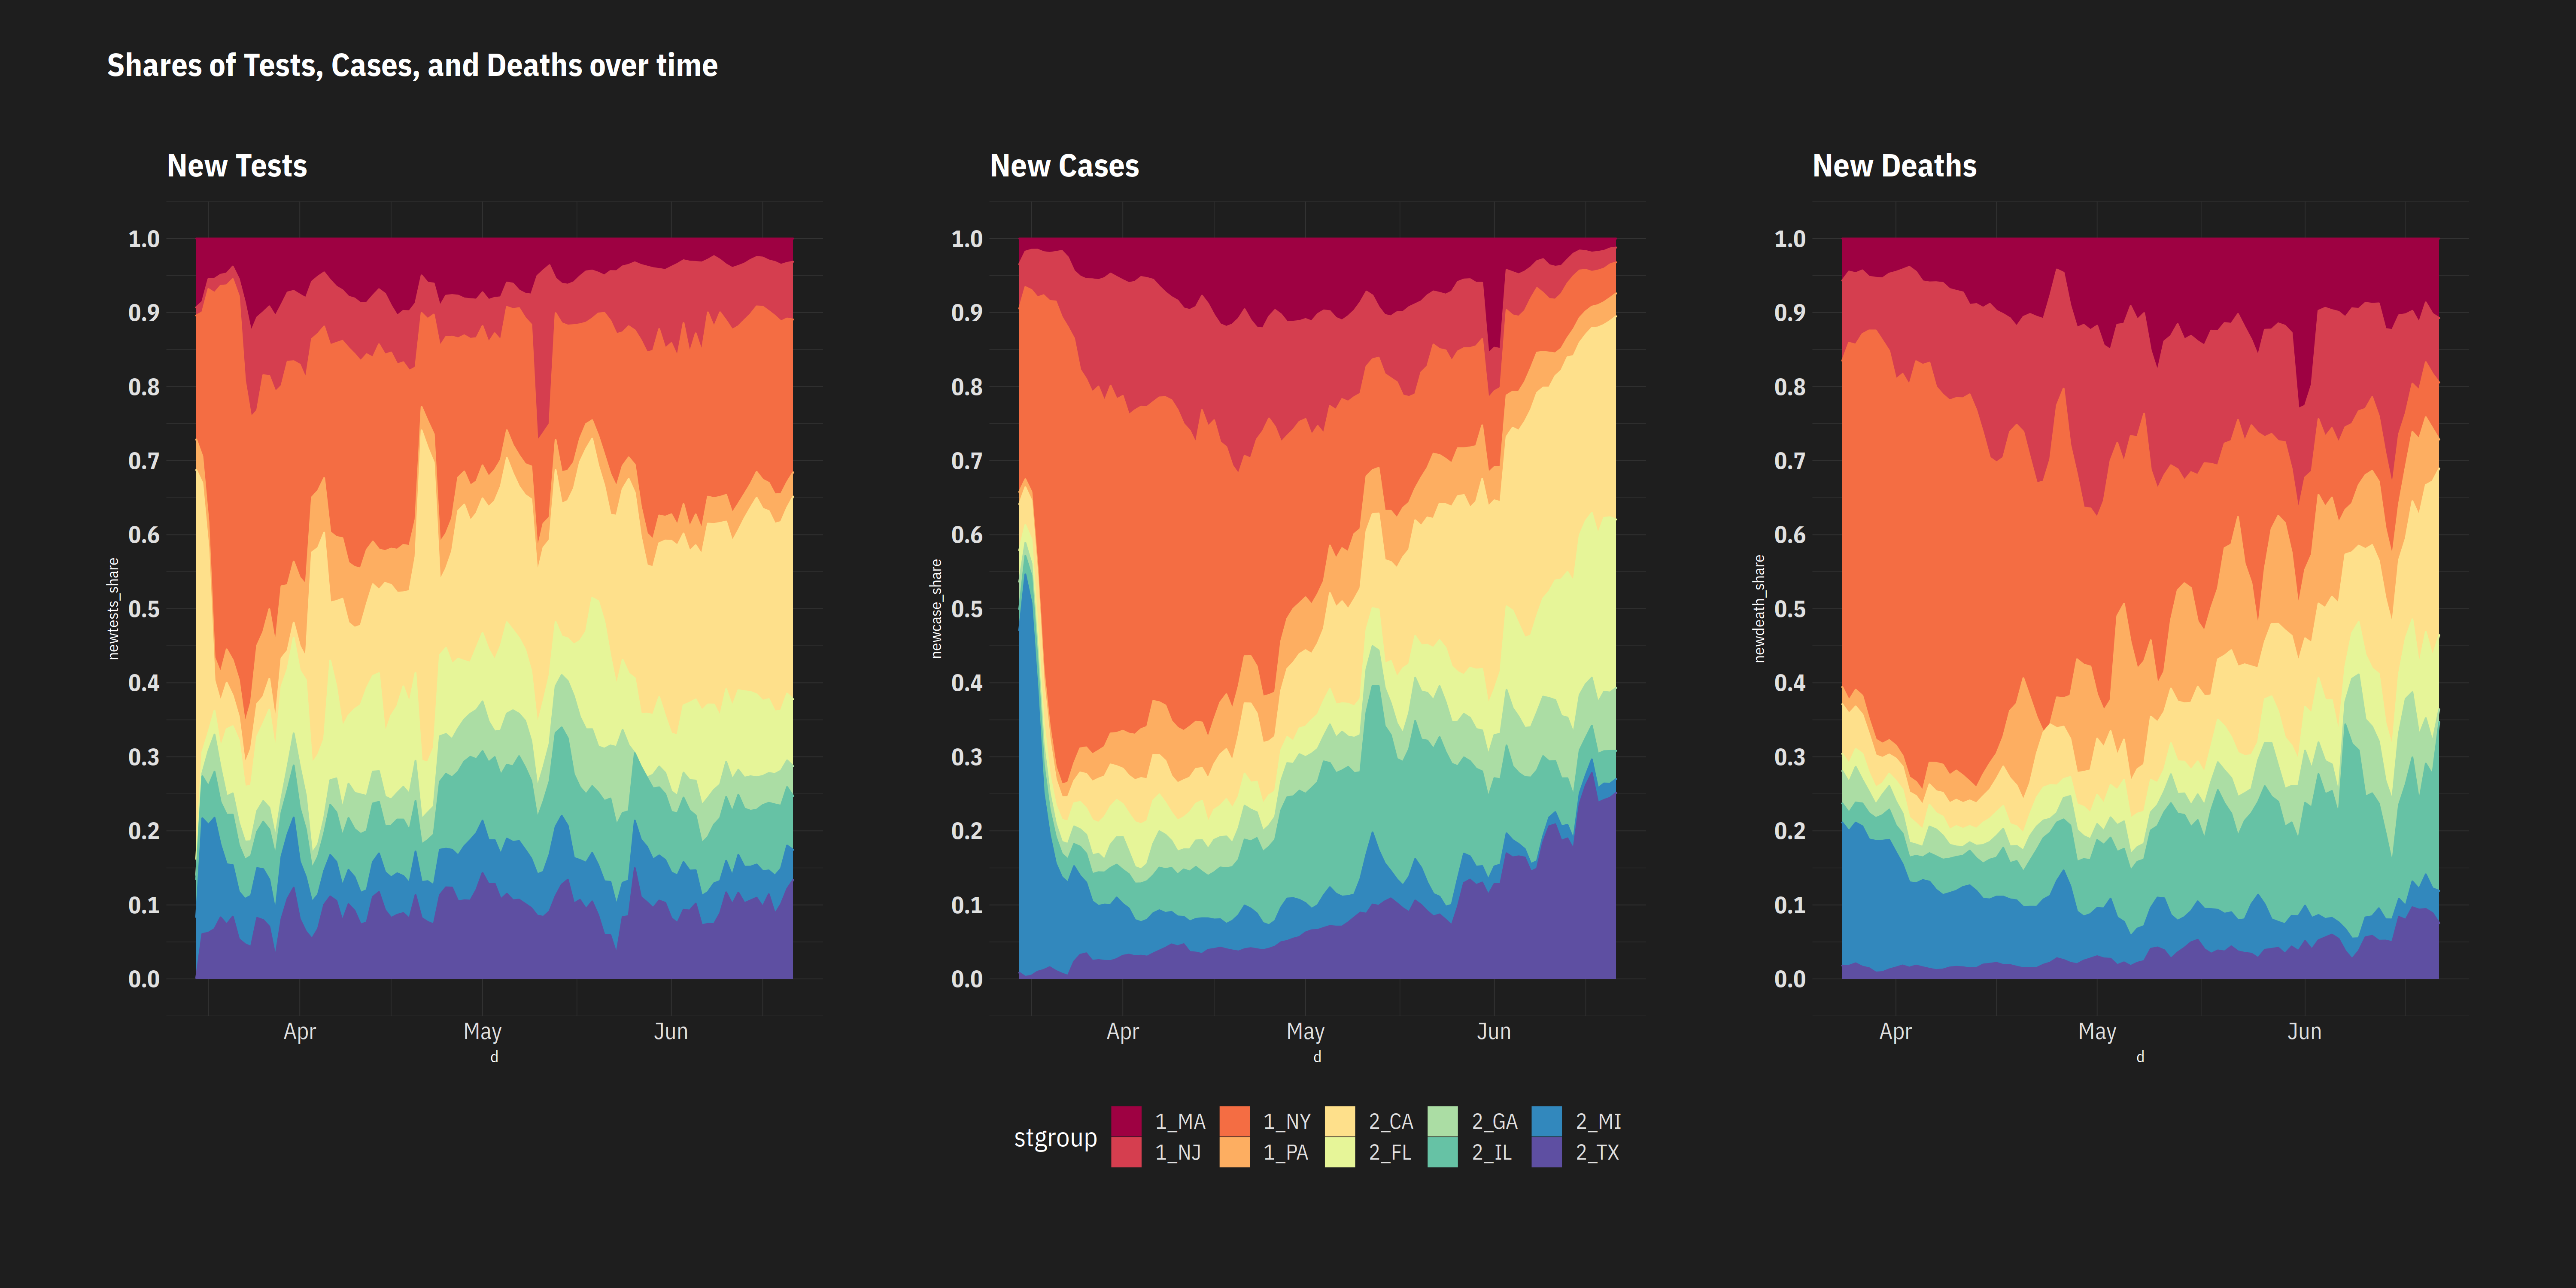 Shares of Tests, Cases, and Deaths over time
New Tests
newtests_share
1.0
0.9
0.8
0.7
0.6
0.5
0.4
0.3
0.2
0.1
0.0
Apr May Jun
d
New Cases
newcase_share
1.0
0.9
0.8
0.7
0.6
0.5
0.4
0.3
0.2
0.1
0.0
Apr May Jun
d
New Deaths
newdeath_share
1.0
0.9
0.8
0.7
0.6
0.5
0.4
0.3
0.2
0.1
0.0
Apr May Jun
d
stgroup
1_MA 1_NY 2_CA 2_GA 2_MI
1_NJ 1_PA 2_FL 2_IL 2_TX